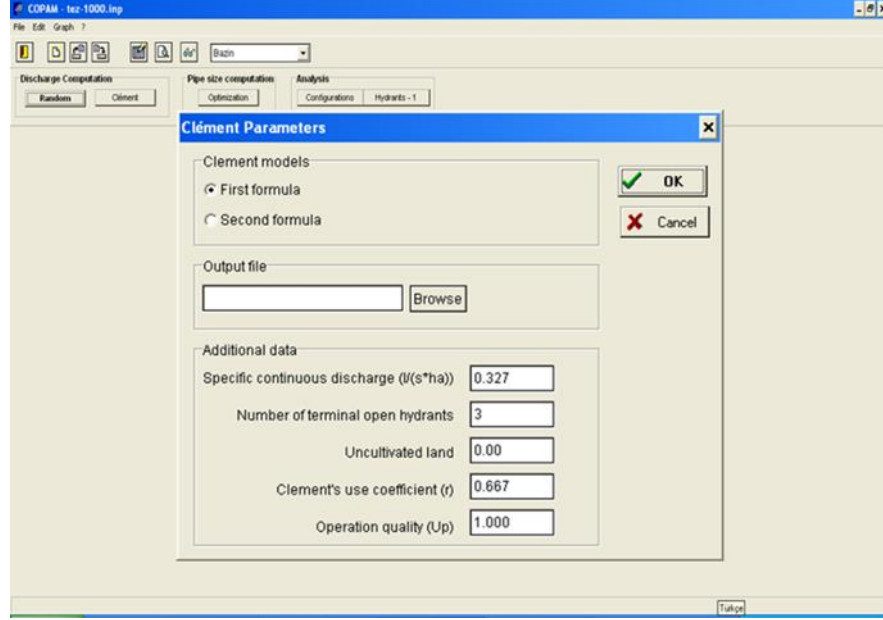 COPAM - tez-1000.inp
File Edit Graph ?
Bazin
Discharge Computation
Pipe size computation
Analysis
Random
Clément
Optimization
Configurations
Hydrants - 1
Clément Parameters
Clement models
First formula
Second formula
OK
Cancel
Output file
Browse
Additional data
Specific continuous discharge (l/(s*ha)) 0.327
Number of terminal open hydrants 3
Uncultivated land 0.00
Clement's use coefficient (r) 0.667
Operation quality (Up) 1.000
Türkçe